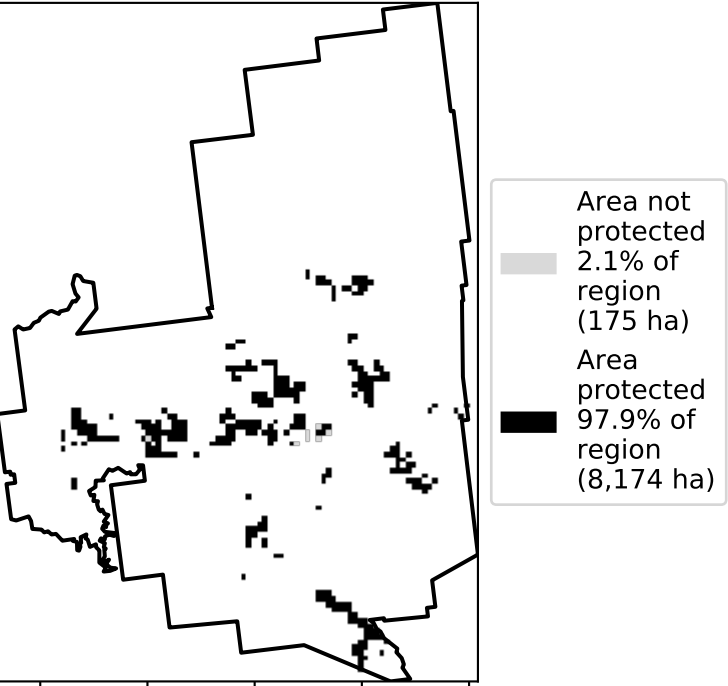 Area not
protected
2.1% of
region
(175 ha)
Area
protected
97.9% of
region
(8,174 ha)